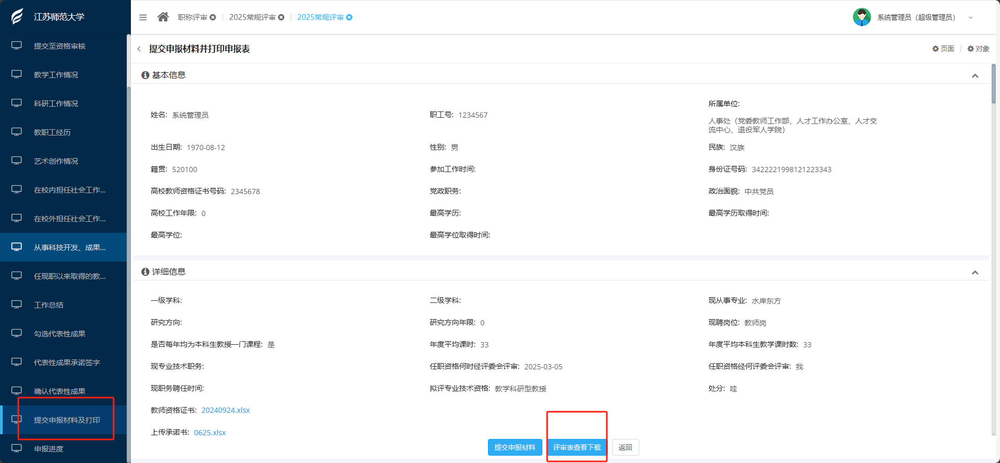 江苏师范大学
提交至资格审核
教学工作情况
科研工作情况
教职工经历
艺术创作情况
在校内担任社会工作...
在校外担任社会工作...
从事科技开发、成果...
任现职以来取得的教...
工作总结
勾选代表性成果
代表性成果承诺签字
确认代表性成果
提交申报材料及打印
申报进度
职称评审 2025常规评审 2025常规评审
系统管理员（超级管理员）
提交申报材料并打印申报表
页面 对象
基本信息
所属单位:
姓名: 系统管理员 职工号: 1234567
人事处（党委教师工作部、人才工作办公室、人才交
流中心、退役军人学院）
出生日期: 1970-08-12 性别: 男 民族: 汉族
籍贯: 520100 参加工作时间: 身份证号码: 3422221998121223343
高校教师资格证书号码: 2345678 党政职务: 政治面貌: 中共党员
高校工作年限: 0 最高学历: 最高学历取得时间:
最高学位: 最高学位取得时间:
详细信息
一级学科: 二级学科: 现从事专业: 水岸东方
研究方向: 研究方向年限: 0 现聘岗位: 教师岗
是否每年均为本科生教授一门课程: 是 年度平均课时: 33 年度平均本科生教学课时数: 33
现专业技术职务: 任职资格何时经评委会评审: 2025-03-05 任职资格经何评委会评审: 我
现职务聘任时间: 拟评专业技术资格: 教学科研型教授 处分: 哇
教师资格证书: 20240924.xlsx
上传承诺书: 0625.xlsx
提交申报材料 评审表查看下载 返回